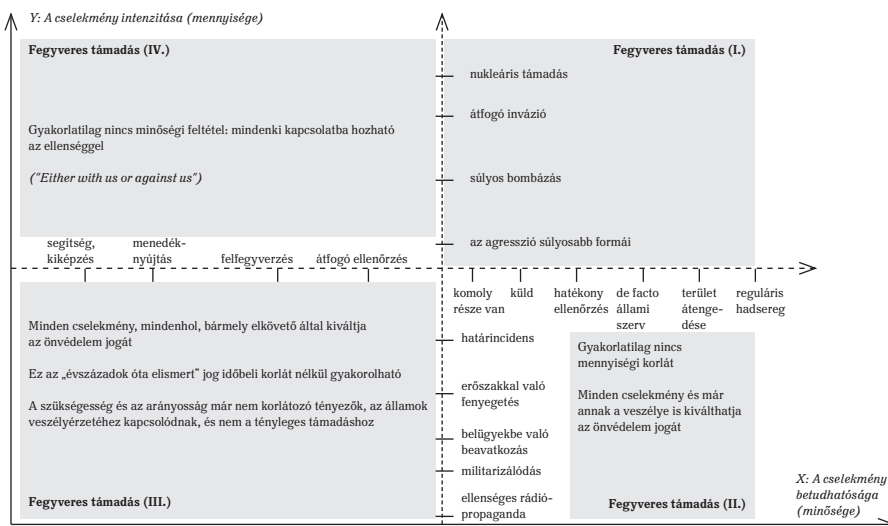 Y: A cselekmény intenzitása (mennyisége)
Fegyveres támadás (IV.)
Gyakorlatilag nincs minőségi feltétel: mindenki kapcsolatba hozható
az ellenséggel
("Either with us or against us")
Fegyveres támadás (I.)
nukleáris támadás
átfogó invázió
súlyos bombázás
az agresszió súlyosabb formái
segítség,
kiképzés
menedék-
nyújtás
felfegyverzés
átfogó ellenőrzés
komoly
része van
küld
hatékony
ellenőrzés
de facto
állami
szerv
terület
átenge-
dése
reguláris
hadsereg
Minden cselekmény, mindenhol, bármely elkövető által kiváltja
az önvédelem jogát
Ez az „évszázadok óta elismert" jog időbeli korlát nélkül gyakorolható
A szükségesség és az arányosság már nem korlátozó tényezők, az államok
veszélyérzetéhez kapcsolódnak, és nem a tényleges támadáshoz
Fegyveres támadás (III.)
határincidens
erőszakkal való
fenyegetés
belügyekbe való
beavatkozás
militarizálódás
ellenséges rádió-
propaganda
Gyakorlatilag nincs
mennyiségi korlát
Minden cselekmény és már
annak a veszélye is kiválthatja
az önvédelem jogát
Fegyveres támadás (II.)
X: A cselekmény
betudhatósága
(minősége)